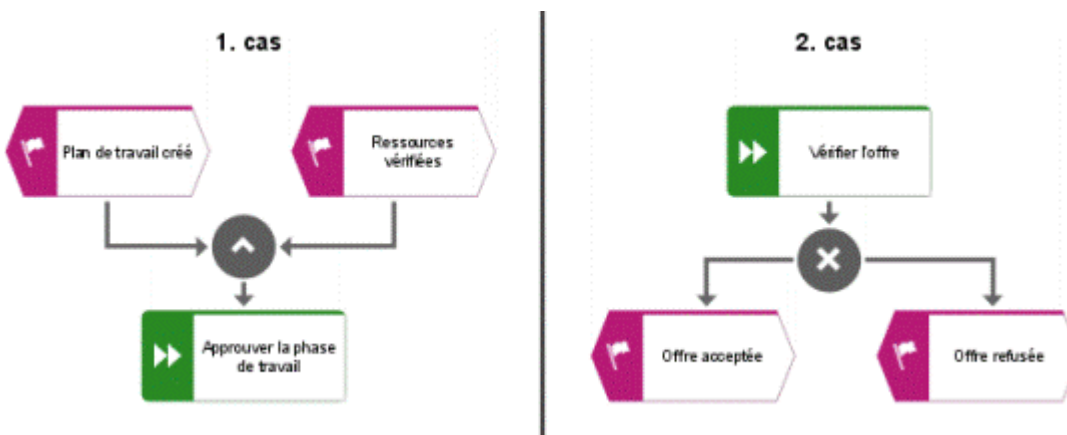 1. cas
Plan de travail créé
Ressources
vérifiées
Approuver la phase
de travail
2. cas
Vérifier l'offre
Offre acceptée
Offre refusée